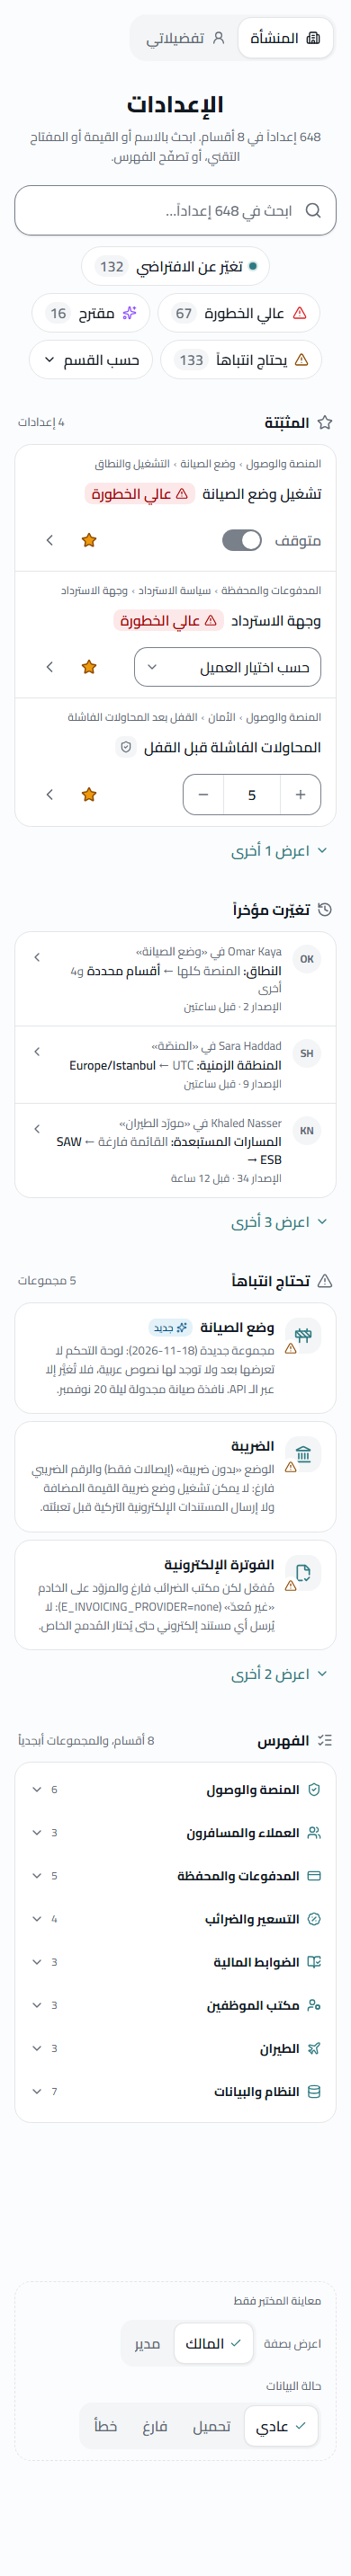 المنشأة
تفضيلاتي
الإعدادات
648 إعداداً في 8 أقسام. ابحث بالاسم أو القيمة أو المفتاح
التقني، أو تصفّح الفهرس.
ابحث في 648 إعداداً...
تغيّر عن الافتراضي 132
عالي الخطورة 67
مقترح 16
يحتاج انتباهاً 133
حسب القسم
المثبّتة
4 إعدادات
المنصة والوصول › وضع الصيانة › التشغيل والنطاق
تشغيل وضع الصيانة
عالي الخطورة
متوقف
المدفوعات والمحفظة › سياسة الاسترداد › وجهة الاسترداد
وجهة الاسترداد
عالي الخطورة
حسب اختيار العميل
المنصة والوصول › الأمان › القفل بعد المحاولات الفاشلة
المحاولات الفاشلة قبل القفل
+ 5 −
اعرض 1 أخرى
تغيّرت مؤخراً
OK
Omar Kaya في «وضع الصيانة»
النطاق: المنصة كلها ← أقسام محددة و4
أخرى
الإصدار 2 · قبل ساعتين
SH
Sara Haddad في «المنصّة»
المنطقة الزمنية: UTC ← Europe/Istanbul
الإصدار 9 · قبل ساعتين
KN
Khaled Nasser في «مورّد الطيران»
المسارات المستبعدة: القائمة فارغة ← SAW
→ ESB
الإصدار 34 · قبل 12 ساعة
اعرض 3 أخرى
تحتاج انتباهاً
5 مجموعات
وضع الصيانة
جديد
مجموعة جديدة (18-11-2026): لوحة التحكم لا
تعرضها بعد ولا توجد لها نصوص عربية، فلا تُغيَّر إلا
عبر الـ API. نافذة صيانة مجدولة ليلة 20 نوفمبر.
الضريبة
الوضع «بدون ضريبة» (إيصالات فقط) والرقم الضريبي
فارغ: لا يمكن تشغيل وضع ضريبة القيمة المضافة
ولا إرسال المستندات الإلكترونية التركية قبل تعبئته.
الفوترة الإلكترونية
مُفعّل لكن مكتب الضرائب فارغ والمزوّد على الخادم
«غير مُعدّ» (E_INVOICING_PROVIDER=none): لا
يُرسل أي مستند إلكتروني حتى يُختار المُدمج الخاص.
اعرض 2 أخرى
الفهرس
8 أقسام، والمجموعات أبجدياً
المنصة والوصول 6
العملاء والمسافرون 3
المدفوعات والمحفظة 5
التسعير والضرائب 4
الضوابط المالية 3
مكتب الموظفين 3
الطيران 3
النظام والبيانات 7
معاينة المختبر فقط
اعرض بصفة
المالك
مدير
حالة البيانات
عادي
تحميل
فارغ
خطأ